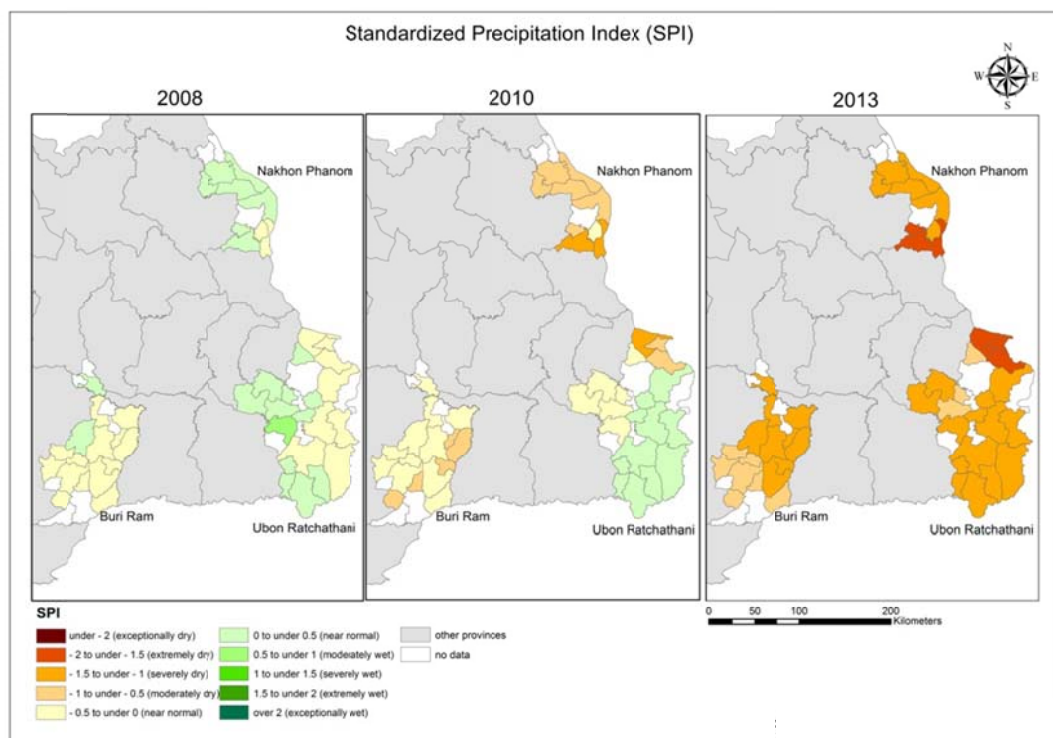 Standardized Precipitation Index (SPI)
N
W E
S
2008
2010
2013
Nakhon Phanom
Nakhon Phanom
Nakhon Phanom
Buri Ram
Ubon Ratchathani
Buri Ram
Ubon Ratchathani
Buri Ram
Ubon Ratchathani
0 50 100 200
Kilometers
SPI
under - 2 (exceptionally dry)
- 2 to under - 1.5 (extremely dry)
- 1.5 to under - 1 (severely dry)
- 1 to under - 0.5 (moderately dry)
- 0.5 to under 0 (near normal)
0 to under 0.5 (near normal)
0.5 to under 1 (modeately wet)
1 to under 1.5 (severely wet)
1.5 to under 2 (extremely wet)
over 2 (exceptionally wet)
other provinces
no data